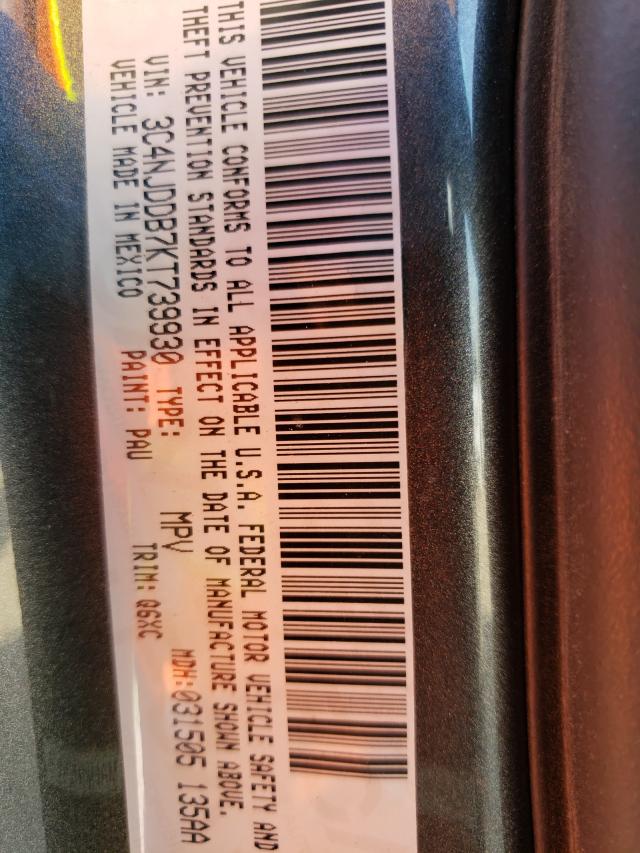 THIS VEHICLE CONFORMS TO ALL APPLICABLE U.S.A. FEDERAL MOTOR VEHICLE SAFETY AND
THEFT PREVENTION STANDARDS IN EFFECT ON THE DATE OF MANUFACTURE SHOWN ABOVE.
VIN: 3C4NJDDB7KT739930 TYPE: MPV MDH:031505 135AA
VEHICLE MADE IN MEXICO PAINT: PAU TRIM: Q6XC